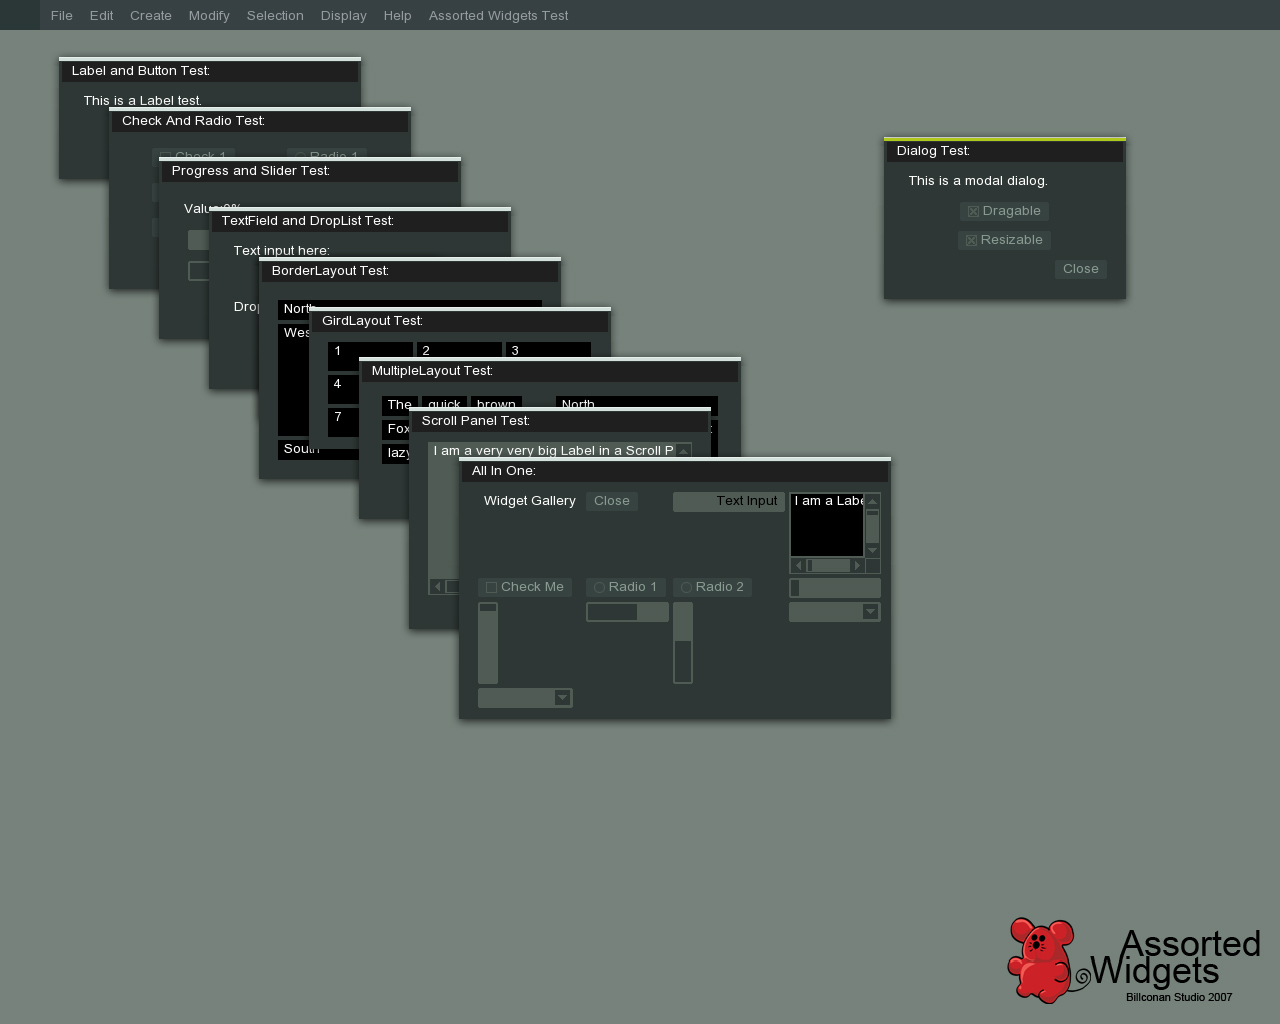 File Edit Create Modify Selection Display Help Assorted Widgets Test
Label and Button Test:
This is a Label test.
Check And Radio Test:
Check 1 Radio 1
Progress and Slider Test:
Value:0%
TextField and DropList Test:
Text input here:
Drop
BorderLayout Test:
North
West
South
GirdLayout Test:
1 2 3
4
7
MultipleLayout Test:
The quick brown North
Fox
lazy
Scroll Panel Test:
I am a very very big Label in a Scroll P
All In One:
Widget Gallery Close Text Input I am a Labe
Check Me Radio 1 Radio 2
Dialog Test:
This is a modal dialog.
Dragable
Resizable
Close
Assorted
Widgets
Billconan Studio 2007